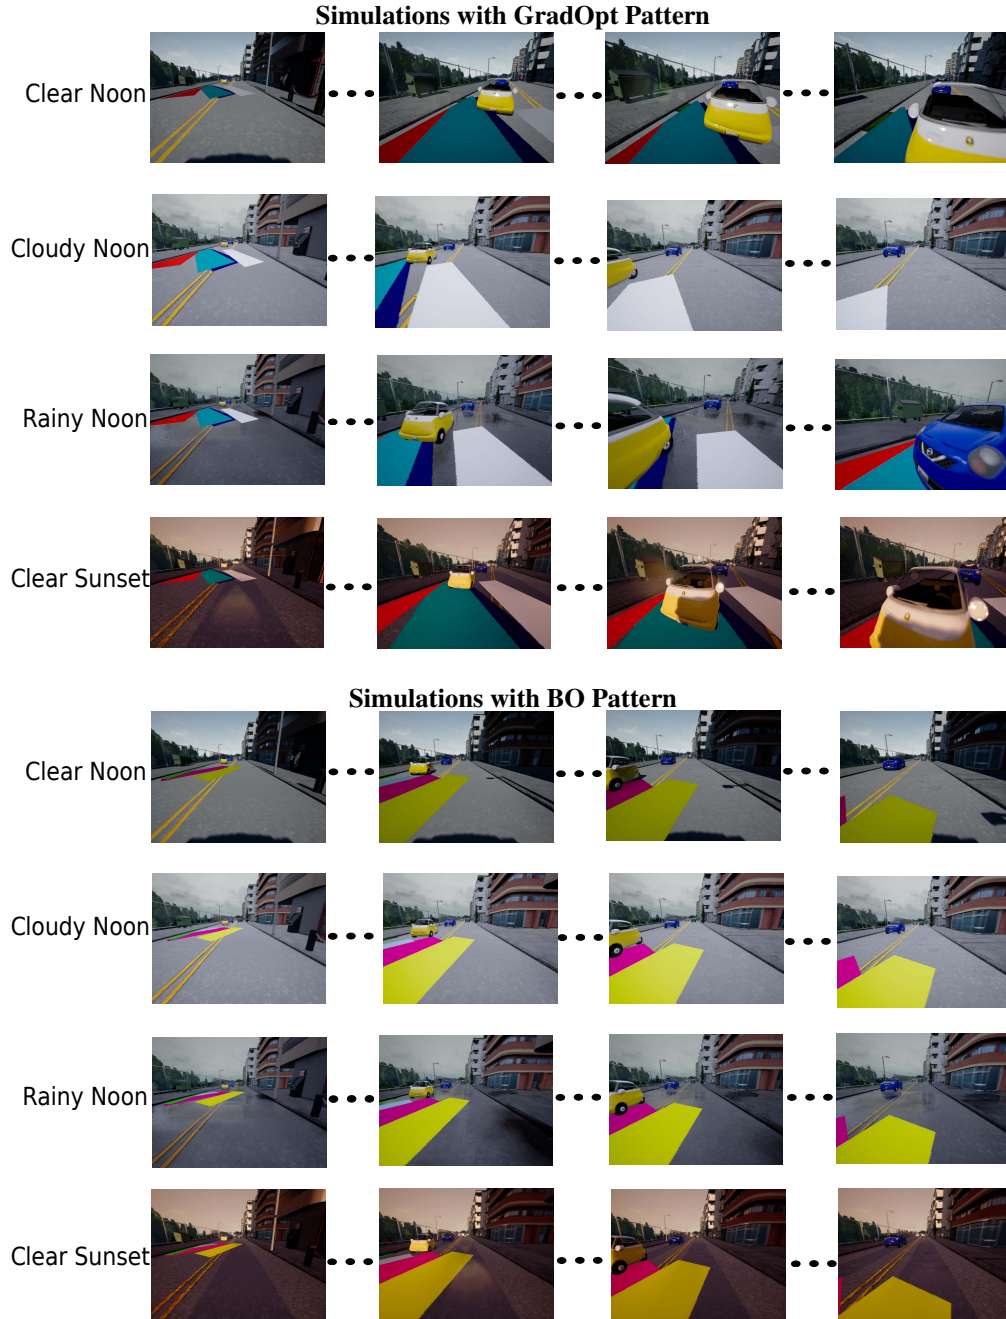 Simulations with GradOpt Pattern
Clear Noon
Cloudy Noon
Rainy Noon
Clear Sunset
Simulations with BO Pattern
Clear Noon
Cloudy Noon
Rainy Noon
Clear Sunset